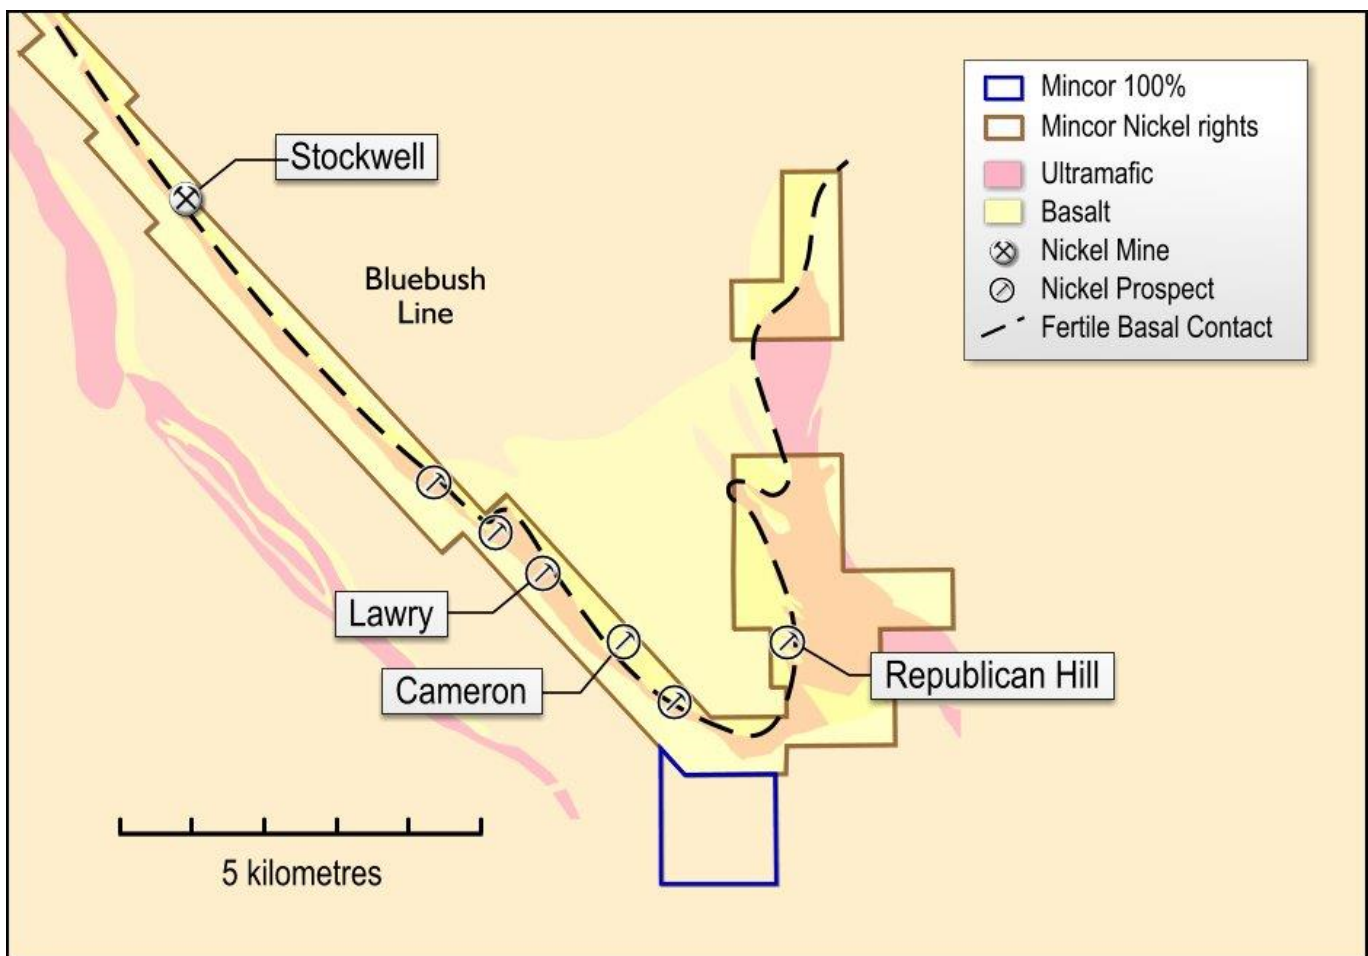 Stockwell
Bluebush
Line
Lawry
Cameron
Republican Hill
5 kilometres
Mincor 100%
Mincor Nickel rights
Ultramafic
Basalt
Nickel Mine
Nickel Prospect
Fertile Basal Contact